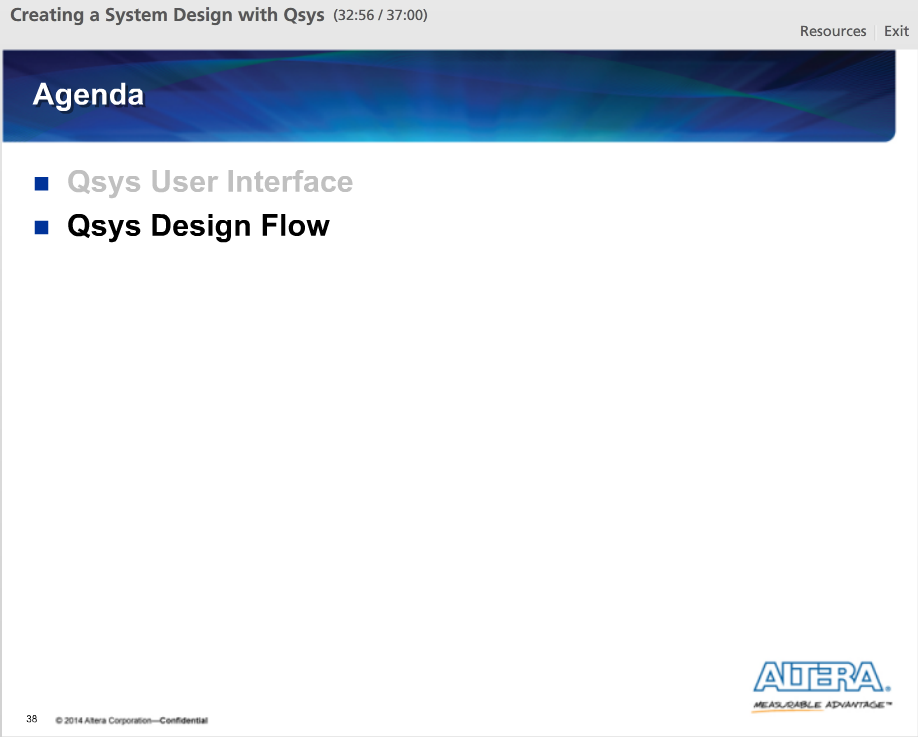 Creating a System Design with Qsys (32:56 / 37:00)
Resources Exit
Agenda
Qsys User Interface
Qsys Design Flow
ALTERA®
MEASURABLE ADVANTAGE™
38 © 2014 Altera Corporation—Confidential